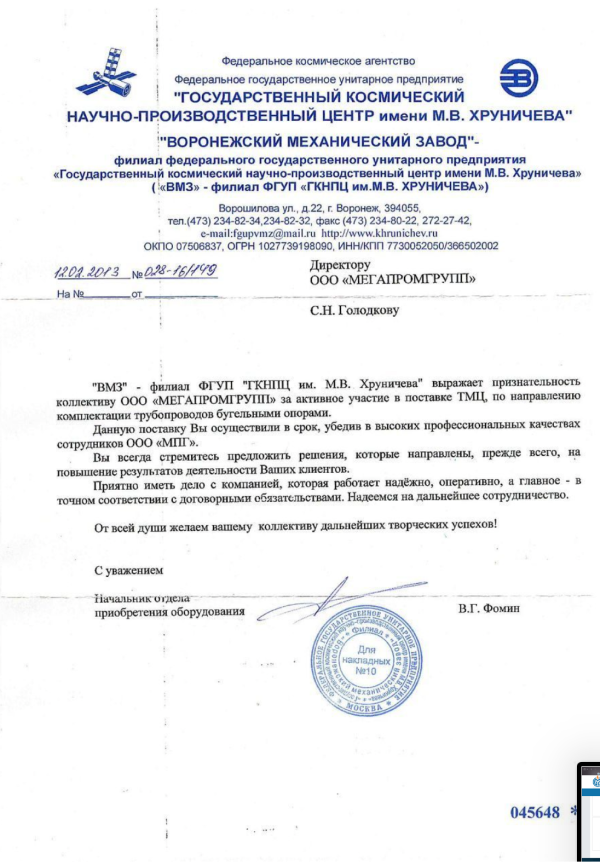 Федеральное космическое агентство
Федеральное государственное унитарное предприятие
"ГОСУДАРСТВЕННЫЙ КОСМИЧЕСКИЙ
НАУЧНО-ПРОИЗВОДСТВЕННЫЙ ЦЕНТР имени М.В. ХРУНИЧЕВА"
"ВОРОНЕЖСКИЙ МЕХАНИЧЕСКИЙ ЗАВОД"-
филиал федерального государственного унитарного предприятия
«Государственный космический научно-производственный центр имени М.В. Хруничева»
( «ВМЗ» - филиал ФГУП «ГКНПЦ им.М.В. ХРУНИЧЕВА»)
Ворошилова ул., д.22, г. Воронеж, 394055,
тел.(473) 234-82-34,234-82-32, факс (473) 234-80-22, 272-27-42,
e-mail:fgupvmz@mail.ru http://www.khrunichev.ru
ОКПО 07506837, ОГРН 1027739198090, ИНН/КПП 7730052050/366502002
12.02.2013 № 028-16/149
На № от
Директору
ООО «МЕГАПРОМГРУПП»
С.Н. Голодкову
"ВМЗ" - филиал ФГУП "ГКНПЦ им. М.В. Хруничева" выражает признательность
коллективу ООО «МЕГАПРОМГРУПП» за активное участие в поставке ТМЦ, по направлению
комплектации трубопроводов бугельными опорами.
Данную поставку Вы осуществили в срок, убедив в высоких профессиональных качествах
сотрудников ООО «МПГ».
Вы всегда стремитесь предложить решения, которые направлены, прежде всего, на
повышение результатов деятельности Ваших клиентов.
Приятно иметь дело с компанией, которая работает надёжно, оперативно, а главное - в
точном соответствии с договорными обязательствами. Надеемся на дальнейшее сотрудничество.
От всей души желаем вашему коллективу дальнейших творческих успехов!
С уважением
Начальник отдела
приобретения оборудования
В.Г. Фомин
ФЕДЕРАЛЬНОЕ ГОСУДАРСТВЕННОЕ УНИТАРНОЕ ПРЕДПРИЯТИЕ
МОСКВА
Филиал
механический
Для
накладных
№10
045648 *